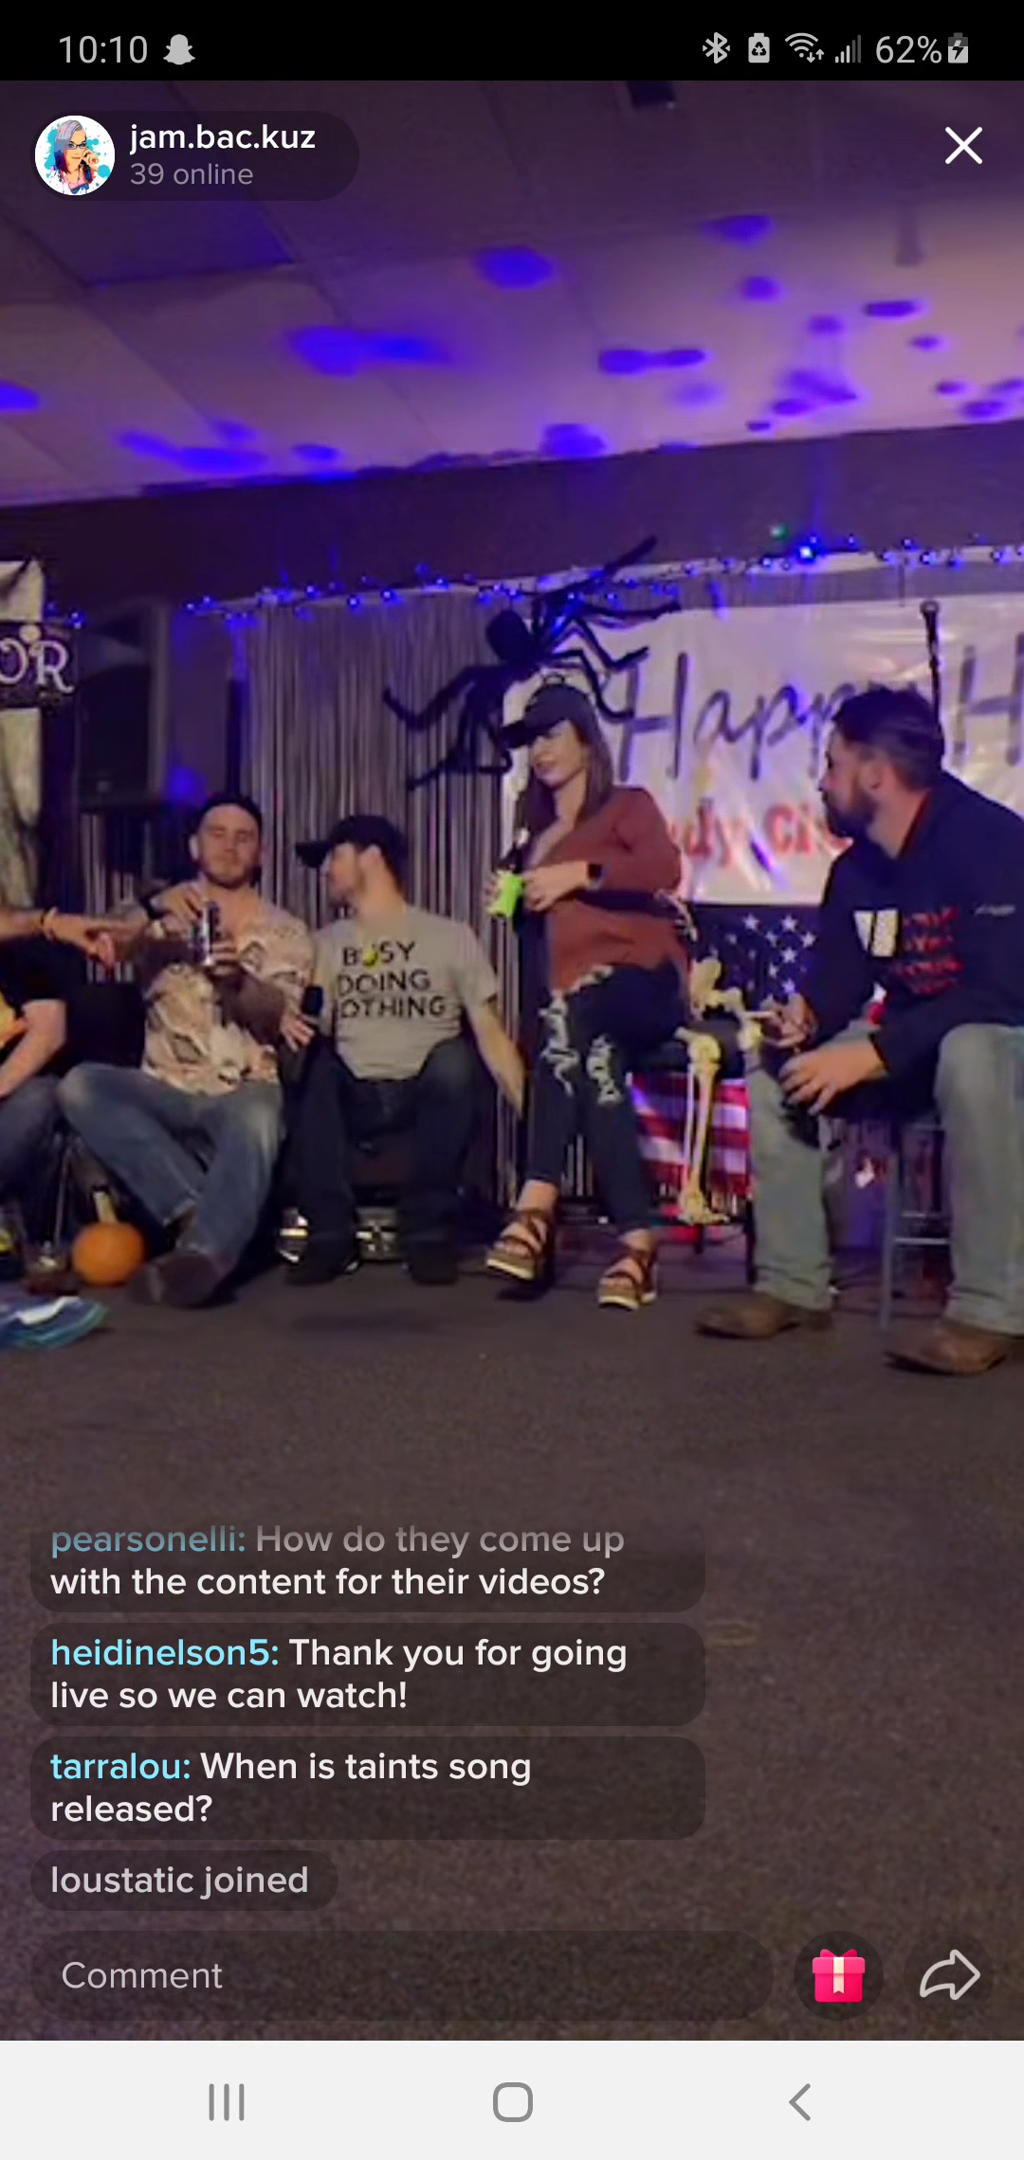 10:10
62%
jam.bac.kuz
39 online
OR
Happy H
BUSY
DOING
NOTHING
pearsonelli: How do they come up
with the content for their videos?
heidinelson5: Thank you for going
live so we can watch!
tarralou: When is taints song
released?
loustatic joined
Comment